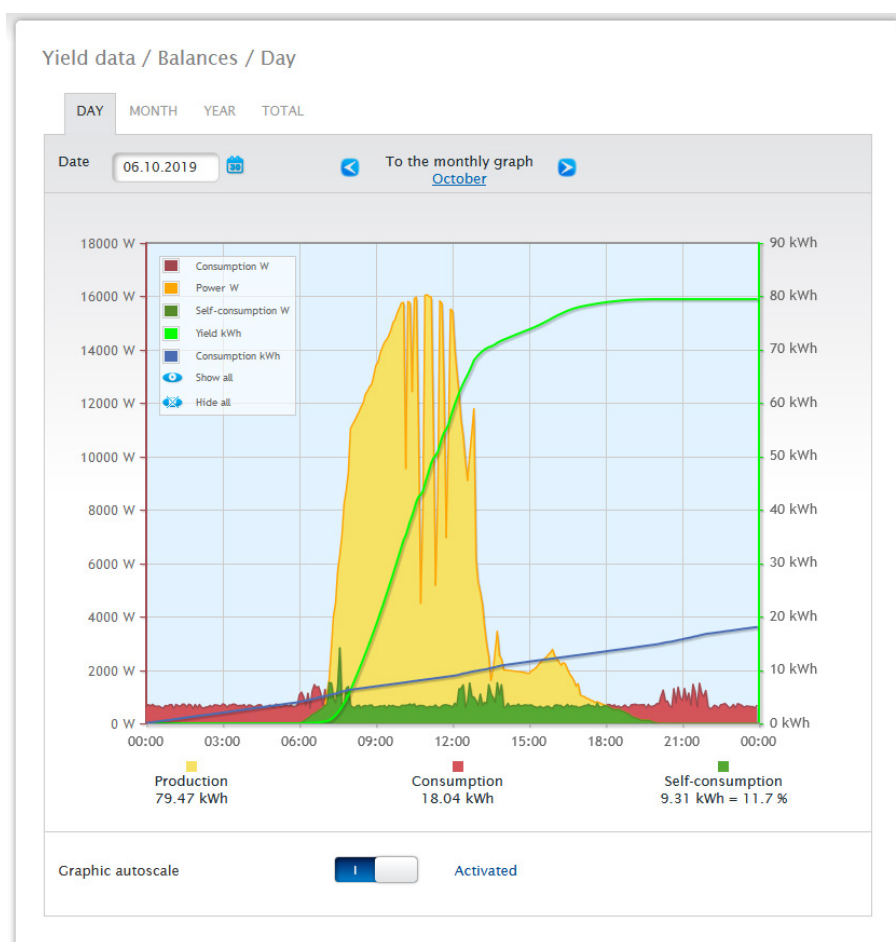 Yield data / Balances / Day
DAY MONTH YEAR TOTAL
Date 06.10.2019 30 To the monthly graph
October
18000 W 90 kWh
16000 W 80 kWh
14000 W 70 kWh
12000 W 60 kWh
10000 W 50 kWh
8000 W 40 kWh
6000 W 30 kWh
4000 W 20 kWh
2000 W 10 kWh
0 W 0 kWh
Consumption W
Power W
Self-consumption W
Yield kWh
Consumption kWh
Show all
Hide all
00:00 03:00 06:00 09:00 12:00 15:00 18:00 21:00 00:00
Production Consumption Self-consumption
79.47 kWh 18.04 kWh 9.31 kWh = 11.7 %
Graphic autoscale I Activated